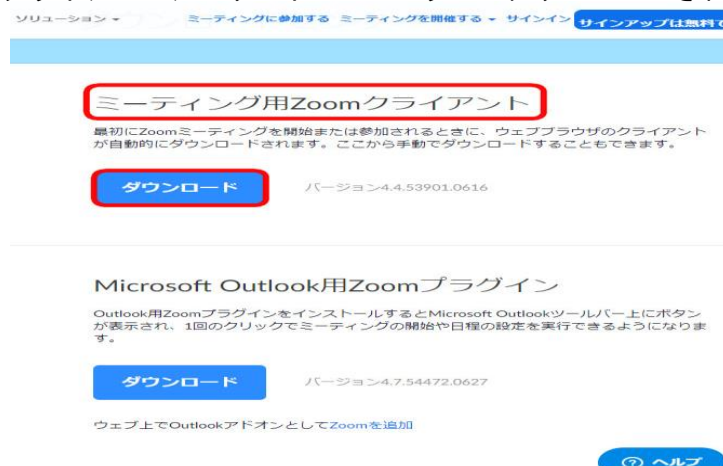 ソリューション ミーティングに参加する ミーティングを開催する サインイン サインアップは無料で
ミーティング用Zoomクライアント
最初にZoomミーティングを開始または参加されるときに、ウェブブラウザのクライアント
が自動的にダウンロードされます。ここから手動でダウンロードすることもできます。
ダウンロード バージョン4.4.53901.0616
Microsoft Outlook用Zoomプラグイン
Outlook用ZoomプラグインをインストールするとMicrosoft Outlookツールバー上にボタン
が表示され、1回のクリックでミーティングの開始や日程の設定を実行できるようになりま
す。
ダウンロード バージョン4.7.54472.0627
ウェブ上でOutlookアドオンとしてZoomを追加
ヘルプ